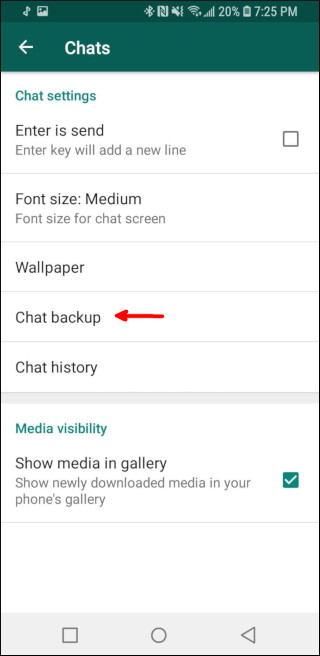 20% 7:25 PM
Chats
Chat settings
Enter is send
Enter key will add a new line
Font size: Medium
Font size for chat screen
Wallpaper
Chat backup
Chat history
Media visibility
Show media in gallery
Show newly downloaded media in your
phone's gallery